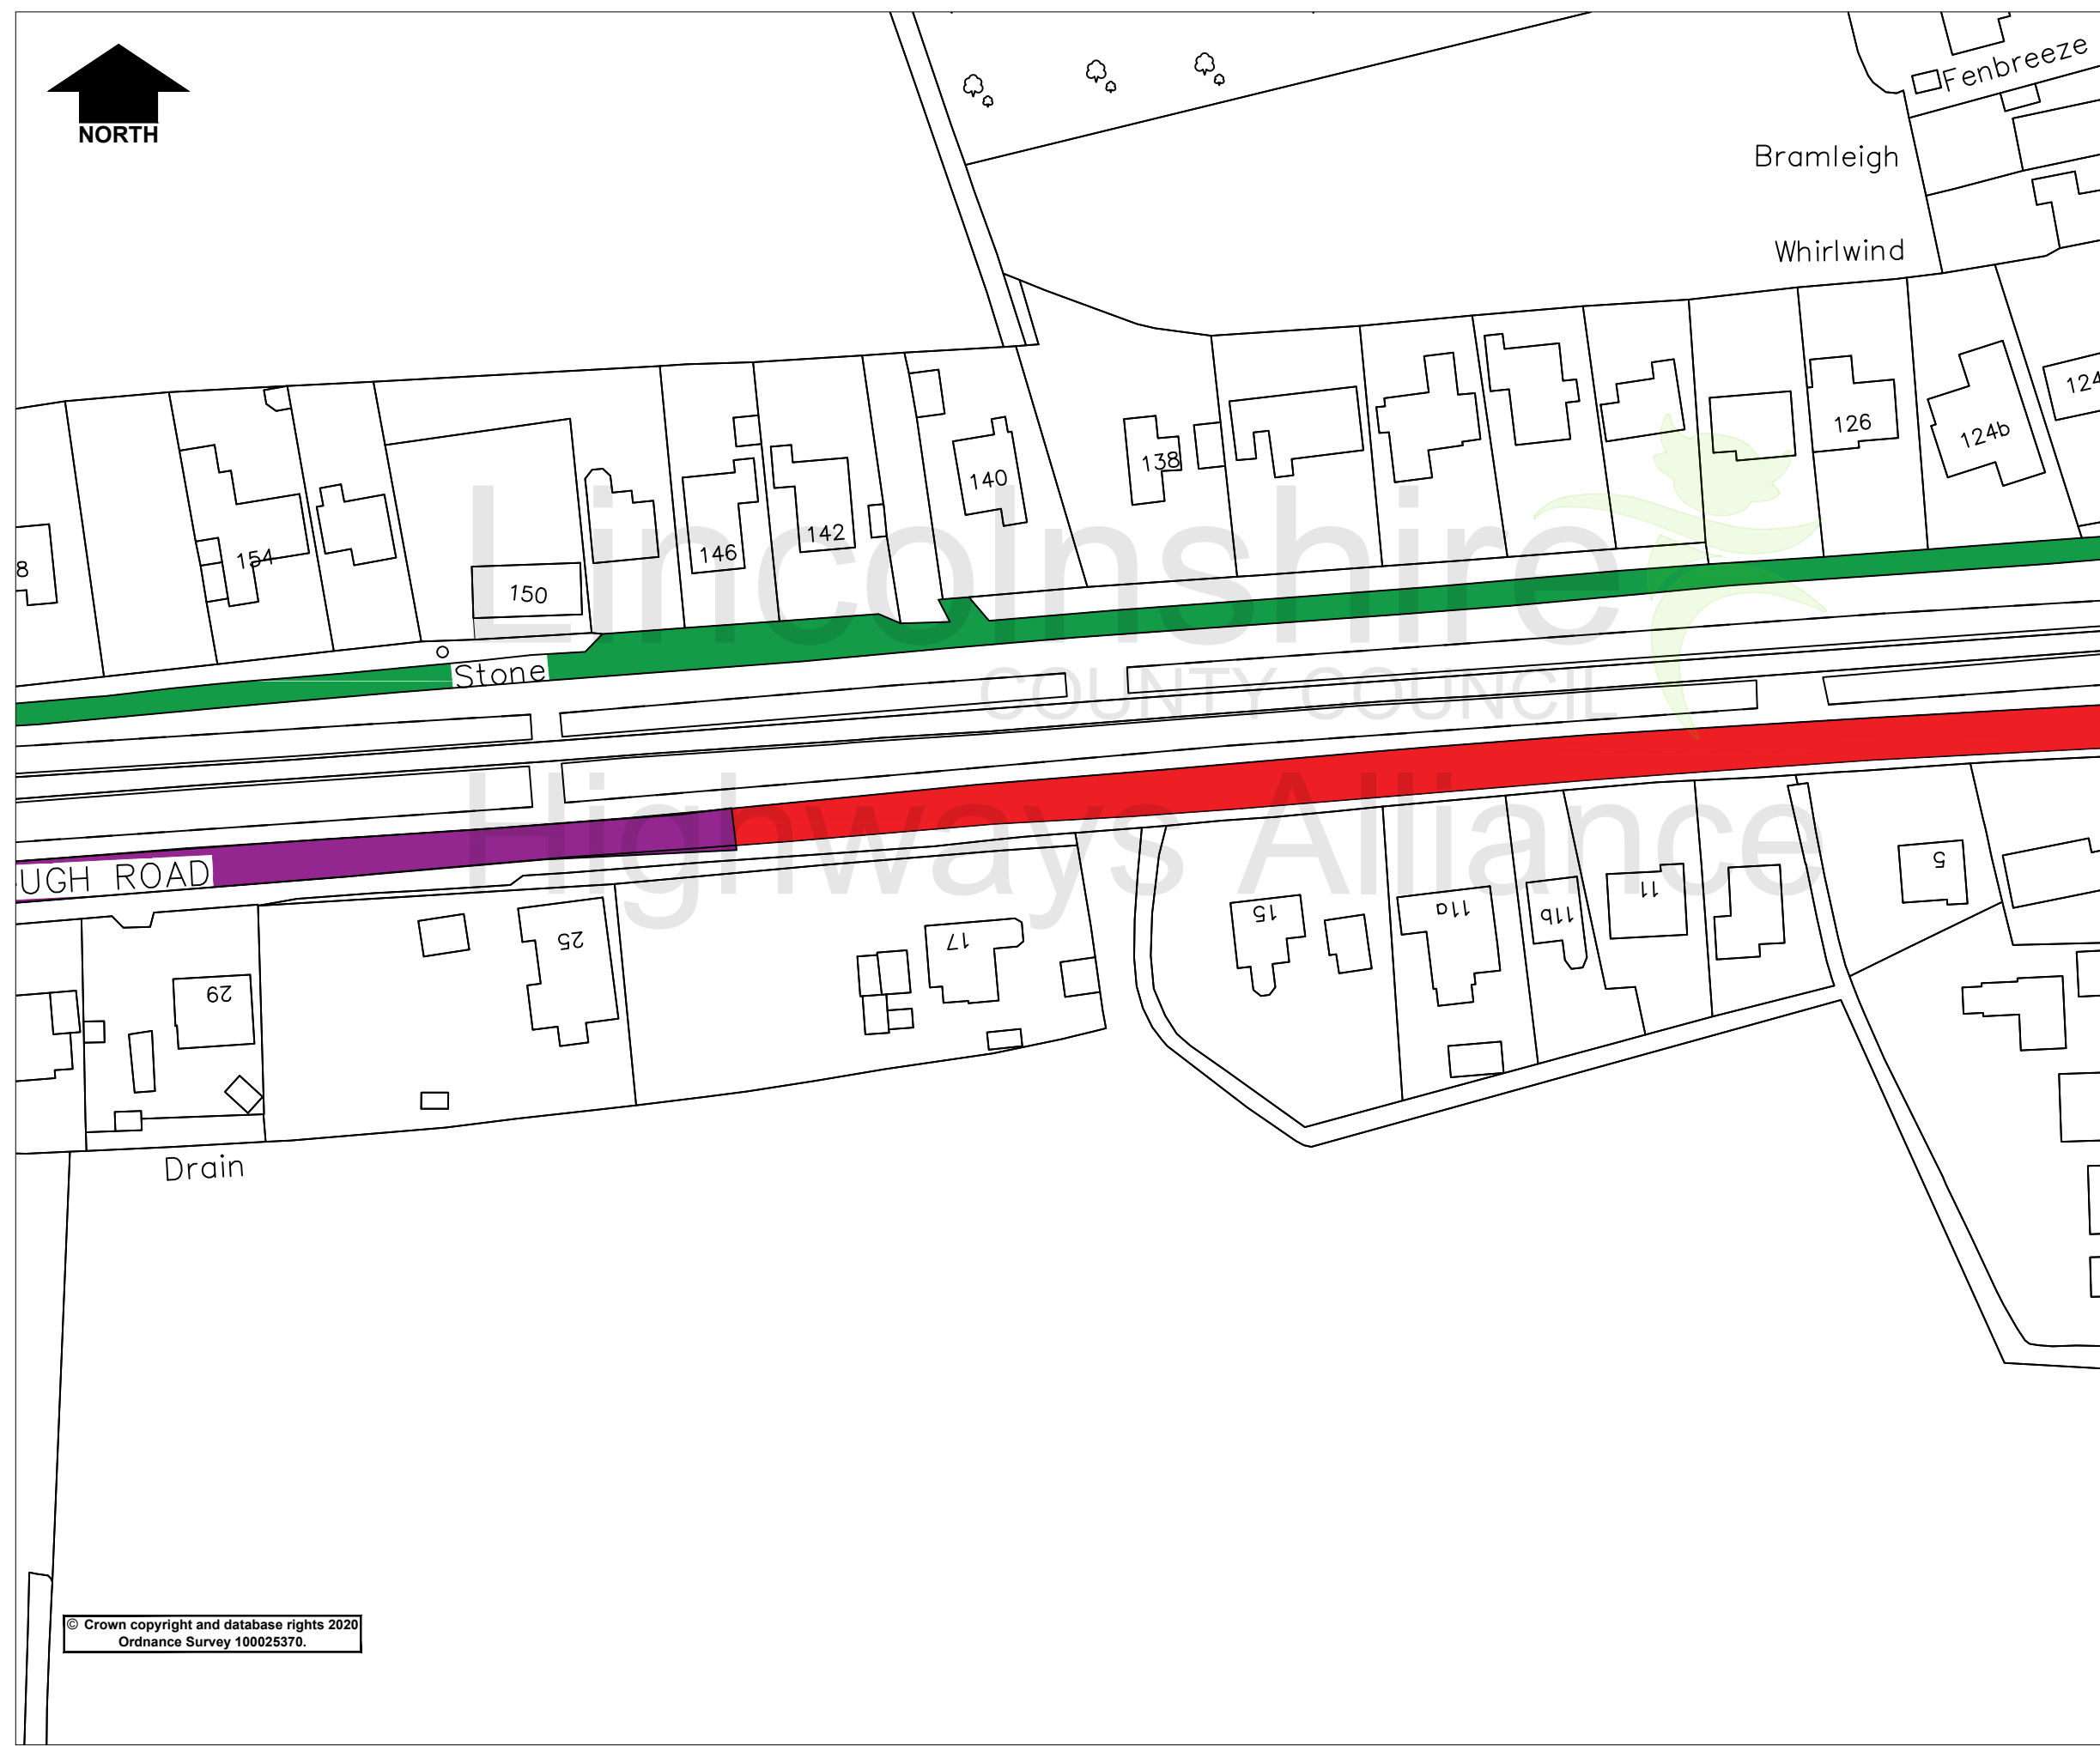 NORTH
Fenbreeze
Bramleigh
Whirlwind
124
126
124b
138
140
142
146
150
154
8
Stone
Lincolnshire
COUNTY COUNCIL
Highways Alliance
UGH ROAD
5
11
11b
11a
15
17
25
29
Drain
© Crown copyright and database rights 2020
Ordnance Survey 100025370.